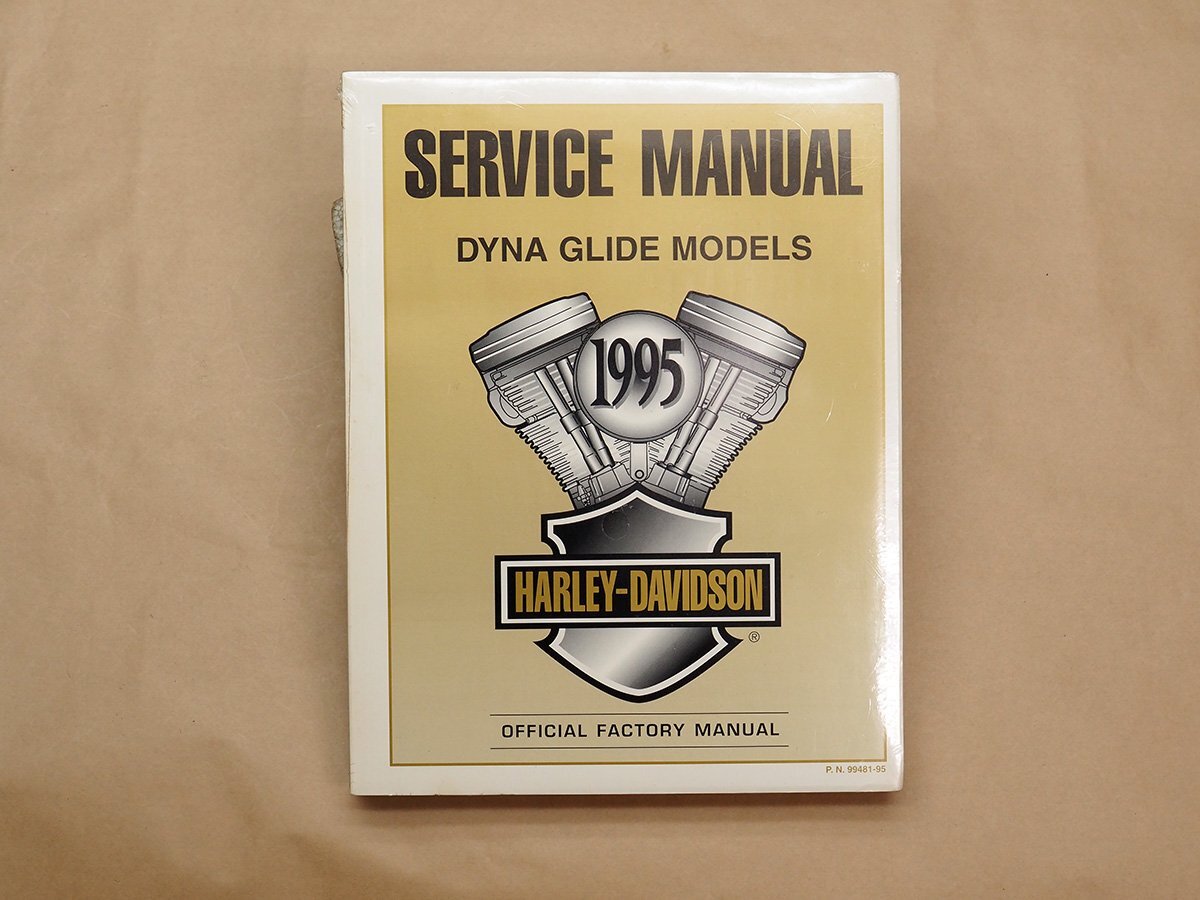 SERVICE MANUAL
DYNA GLIDE MODELS
1995
HARLEY-DAVIDSON
®
OFFICIAL FACTORY MANUAL
P. N. 99481-95